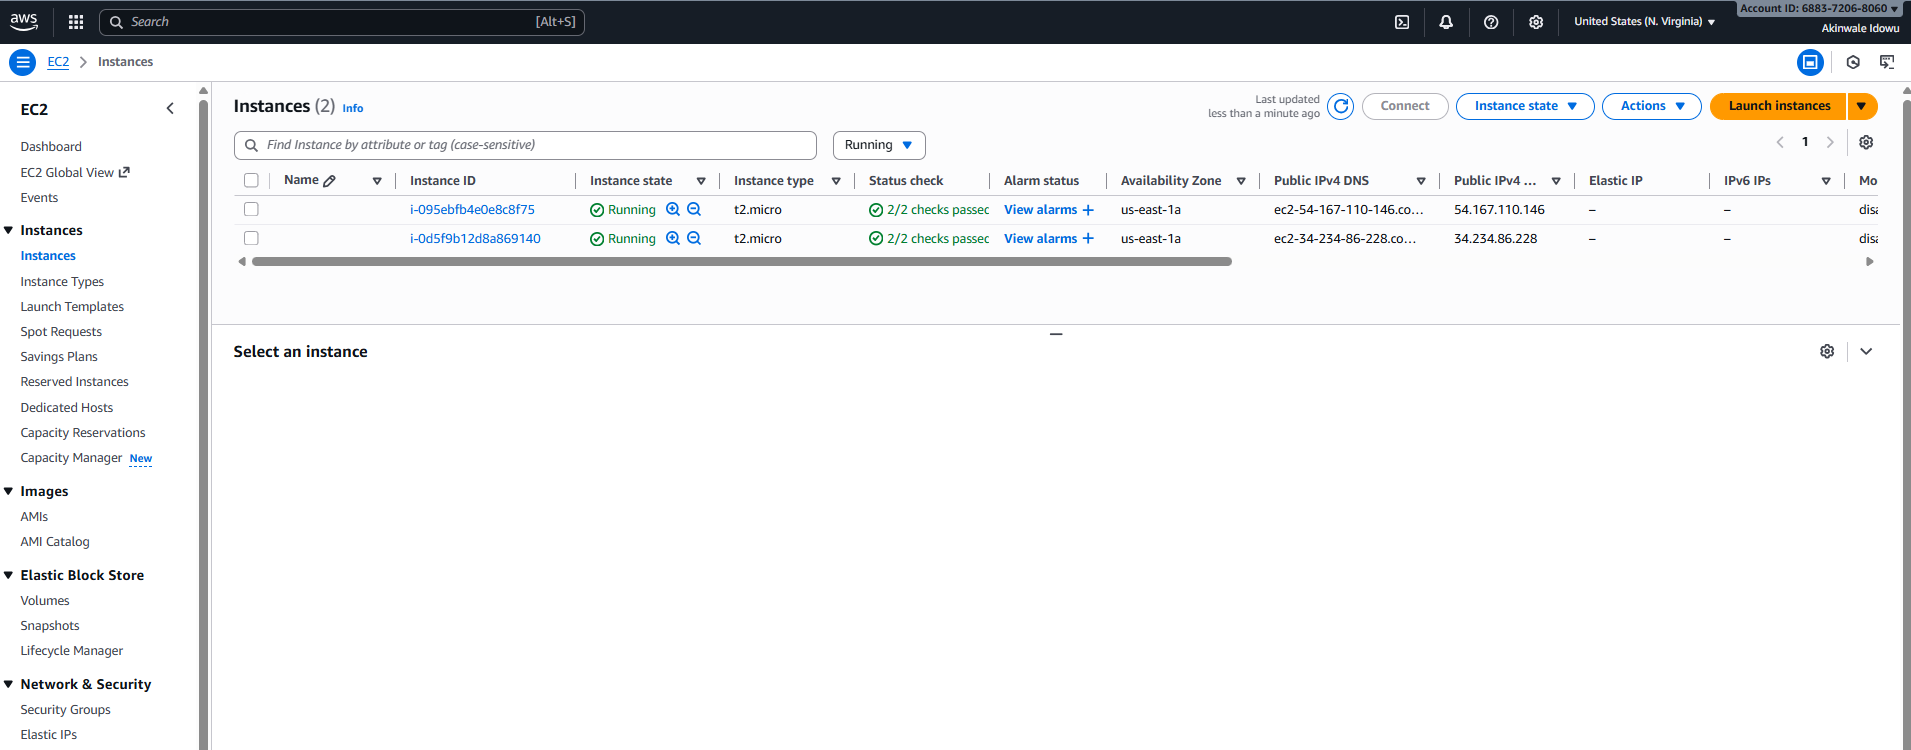 aws
Search [Alt+S]
United States (N. Virginia)
Account ID: 6883-7206-8060
Akinwale Idowu
EC2 Instances
EC2
Dashboard
EC2 Global View
Events
Instances
Instances
Instance Types
Launch Templates
Spot Requests
Savings Plans
Reserved Instances
Dedicated Hosts
Capacity Reservations
Capacity Manager New
Images
AMIs
AMI Catalog
Elastic Block Store
Volumes
Snapshots
Lifecycle Manager
Network & Security
Security Groups
Elastic IPs
Instances (2) Info
Last updated
less than a minute ago
Connect Instance state Actions Launch instances
Find Instance by attribute or tag (case-sensitive) Running
1
Name Instance ID Instance state Instance type Status check Alarm status Availability Zone Public IPv4 DNS Public IPv4 ... Elastic IP IPv6 IPs Mo
i-095ebfb4e0e8c8f75 Running t2.micro 2/2 checks passed View alarms + us-east-1a ec2-54-167-110-146.co... 54.167.110.146 – – disa
i-0d5f9b12d8a869140 Running t2.micro 2/2 checks passed View alarms + us-east-1a ec2-34-234-86-228.co... 34.234.86.228 – – disa
Select an instance